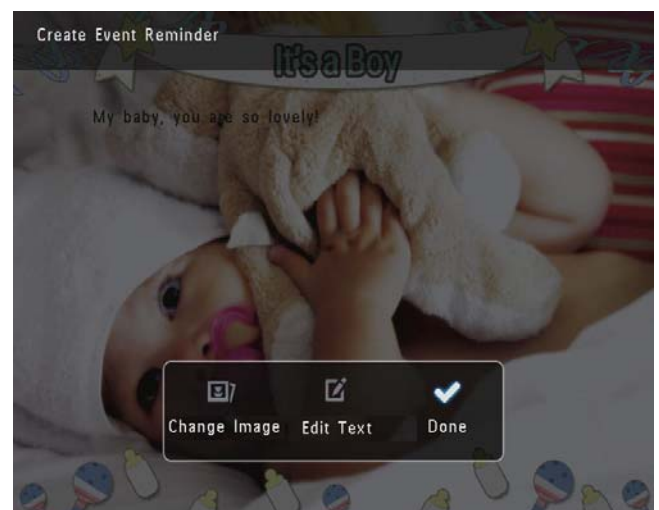 Create Event Reminder
It's a Boy
My baby, you are so lovely!
Change Image
Edit Text
Done